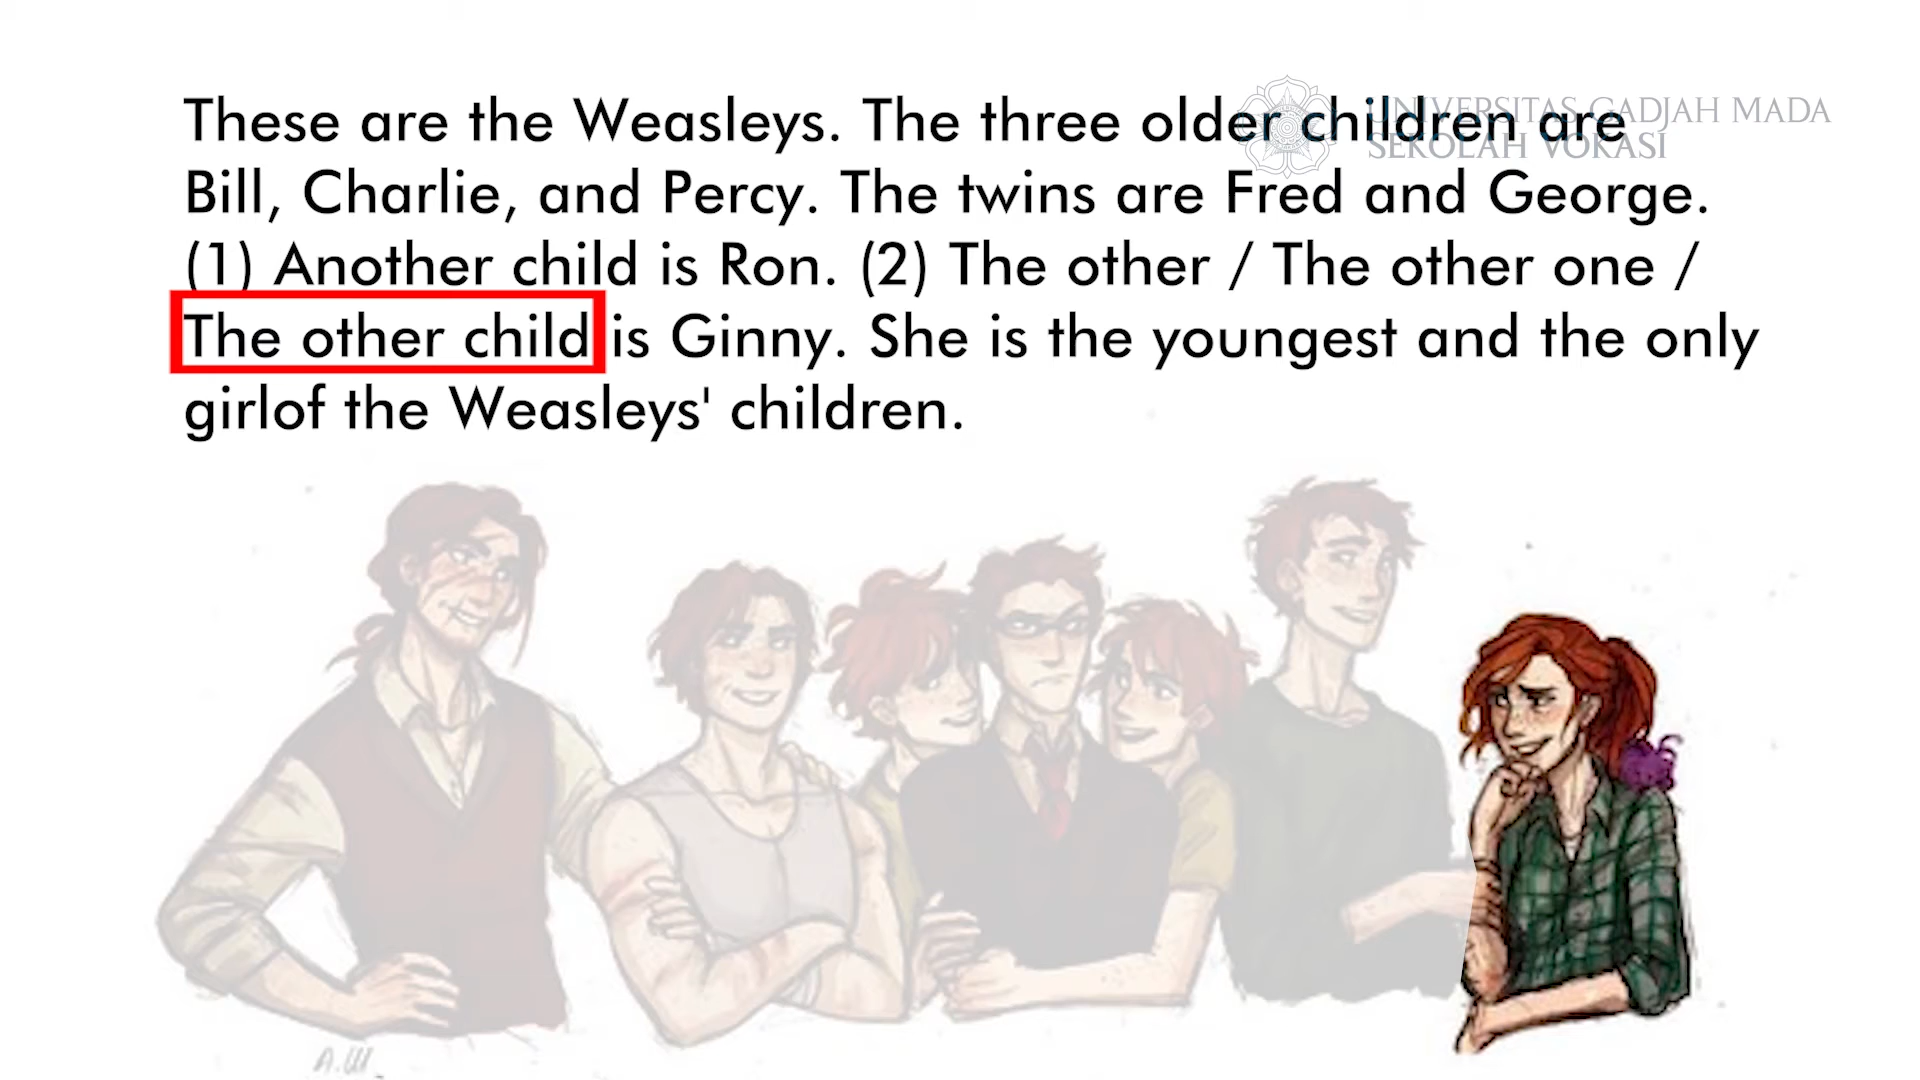 These are the Weasleys. The three older children are
UNIVERSITAS GADJAH MADA
SEKOLAH VOKASI
Bill, Charlie, and Percy. The twins are Fred and George.
(1) Another child is Ron. (2) The other / The other one /
The other child is Ginny. She is the youngest and the only
girlof the Weasleys' children.
A.W.